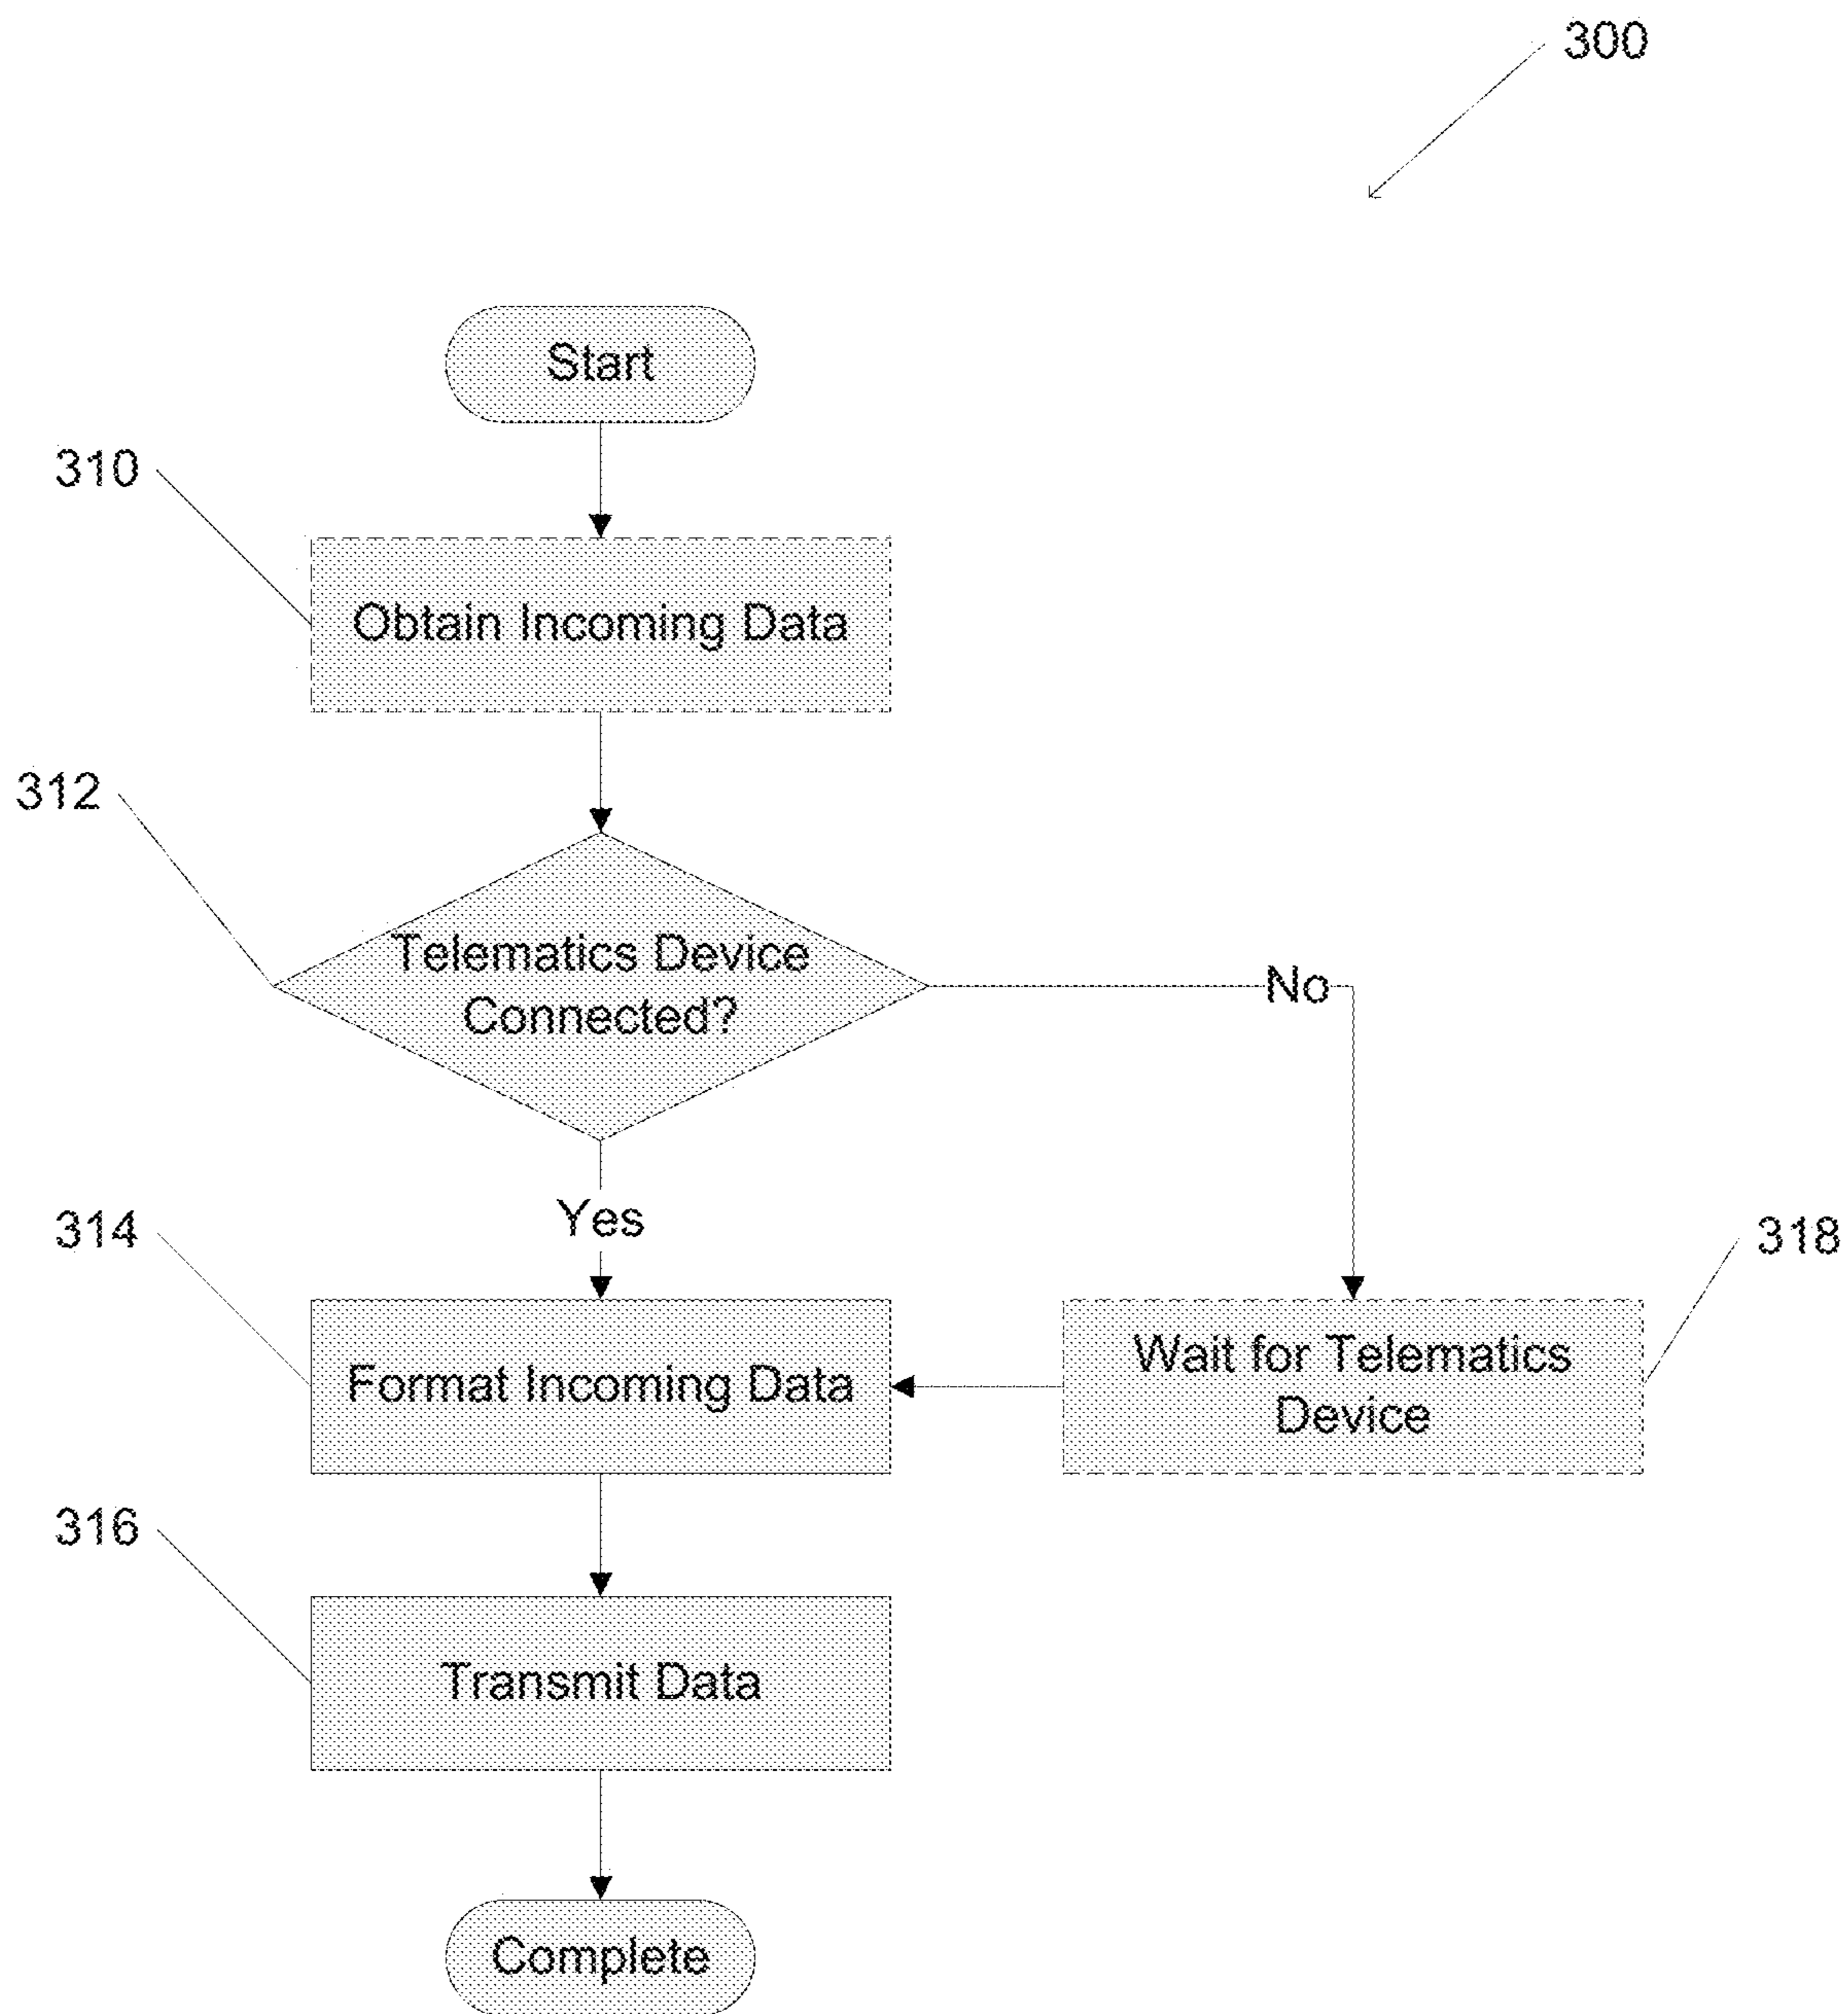 300
Start
310
Obtain Incoming Data
312
Telematics Device
Connected?
No
Yes
314
318
Format Incoming Data
Wait for Telematics
Device
316
Transmit Data
Complete